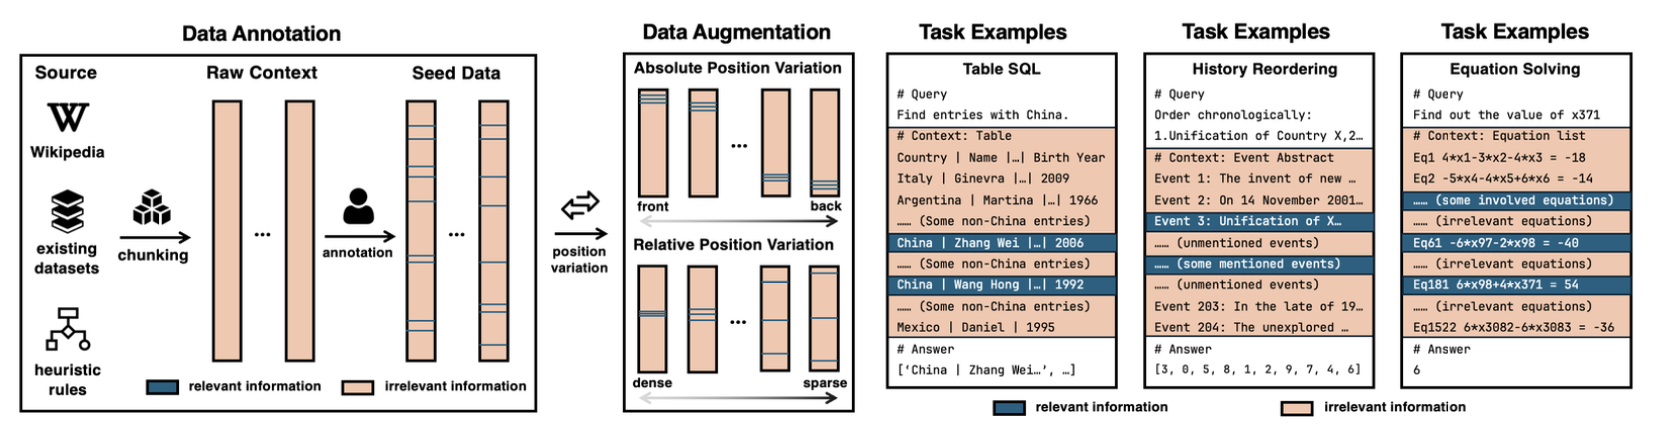 Data Annotation
Source
Raw Context
Seed Data
W
Wikipedia
existing
datasets
heuristic
rules
chunking
...
annotation
...
relevant information
irrelevant information
position
variation
Data Augmentation
Absolute Position Variation
...
front
back
Relative Position Variation
...
dense
sparse
Task Examples
Table SQL
# Query
Find entries with China.
# Context: Table
Country | Name |…| Birth Year
Italy | Ginevra |…| 2009
Argentina | Martina |…| 1966
…… (Some non-China entries)
China | Zhang Wei |…| 2006
…… (Some non-China entries)
China | Wang Hong |…| 1992
…… (Some non-China entries)
Mexico | Daniel | 1995
# Answer
[‘China | Zhang Wei…’, …]
Task Examples
History Reordering
# Query
Order chronologically:
1.Unification of Country X,2…
# Context: Event Abstract
Event 1: The invent of new …
Event 2: On 14 November 2001…
Event 3: Unification of X…
…… (unmentioned events)
…… (some mentioned events)
…… (unmentioned events)
Event 203: In the late of 19…
Event 204: The unexplored …
# Answer
[3, 0, 5, 8, 1, 2, 9, 7, 4, 6]
Task Examples
Equation Solving
# Query
Find out the value of x371
# Context: Equation list
Eq1 4*x1-3*x2-4*x3 = -18
Eq2 -5*x4-4*x5+6*x6 = -14
…… (some involved equations)
…… (irrelevant equations)
Eq61 -6*x97-2*x98 = -40
…… (irrelevant equations)
Eq181 6*x98+4*x371 = 54
…… (irrelevant equations)
Eq1522 6*x3082-6*x3083 = -36
# Answer
6
relevant information
irrelevant information